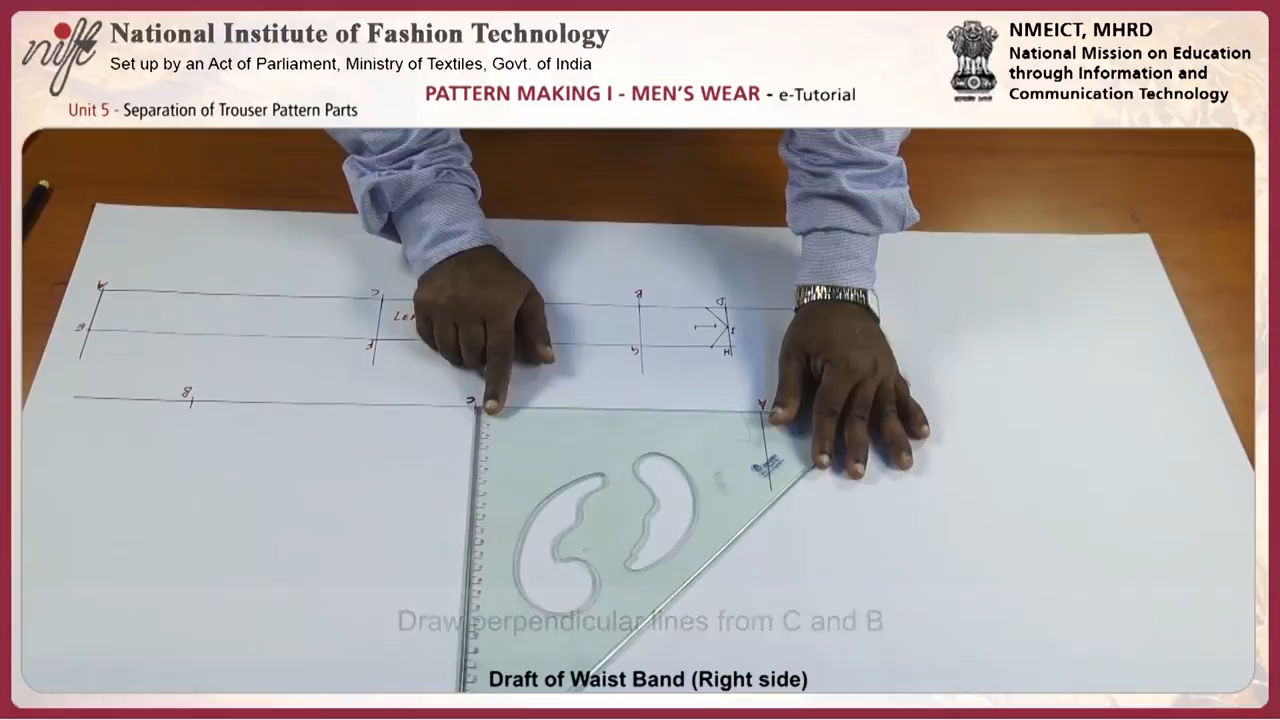 nift
National Institute of Fashion Technology
Set up by an Act of Parliament, Ministry of Textiles, Govt. of India
NMEICT, MHRD
National Mission on Education
through Information and
Communication Technology
PATTERN MAKING I - MEN'S WEAR - e-Tutorial
Unit 5 - Separation of Trouser Pattern Parts
A
C
B
D
E
F
G
H
I
B
C
A
Draw perpendicular lines from C and B
Draft of Waist Band (Right side)